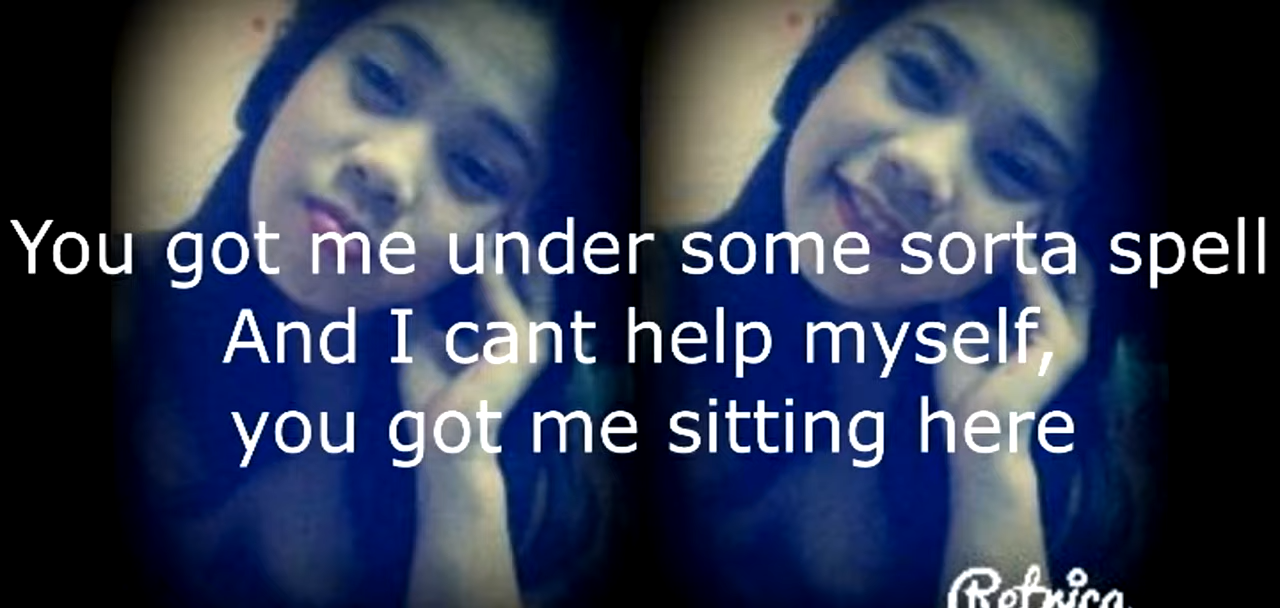 You got me under some sorta spell
And I cant help myself,
you got me sitting here
Retrica